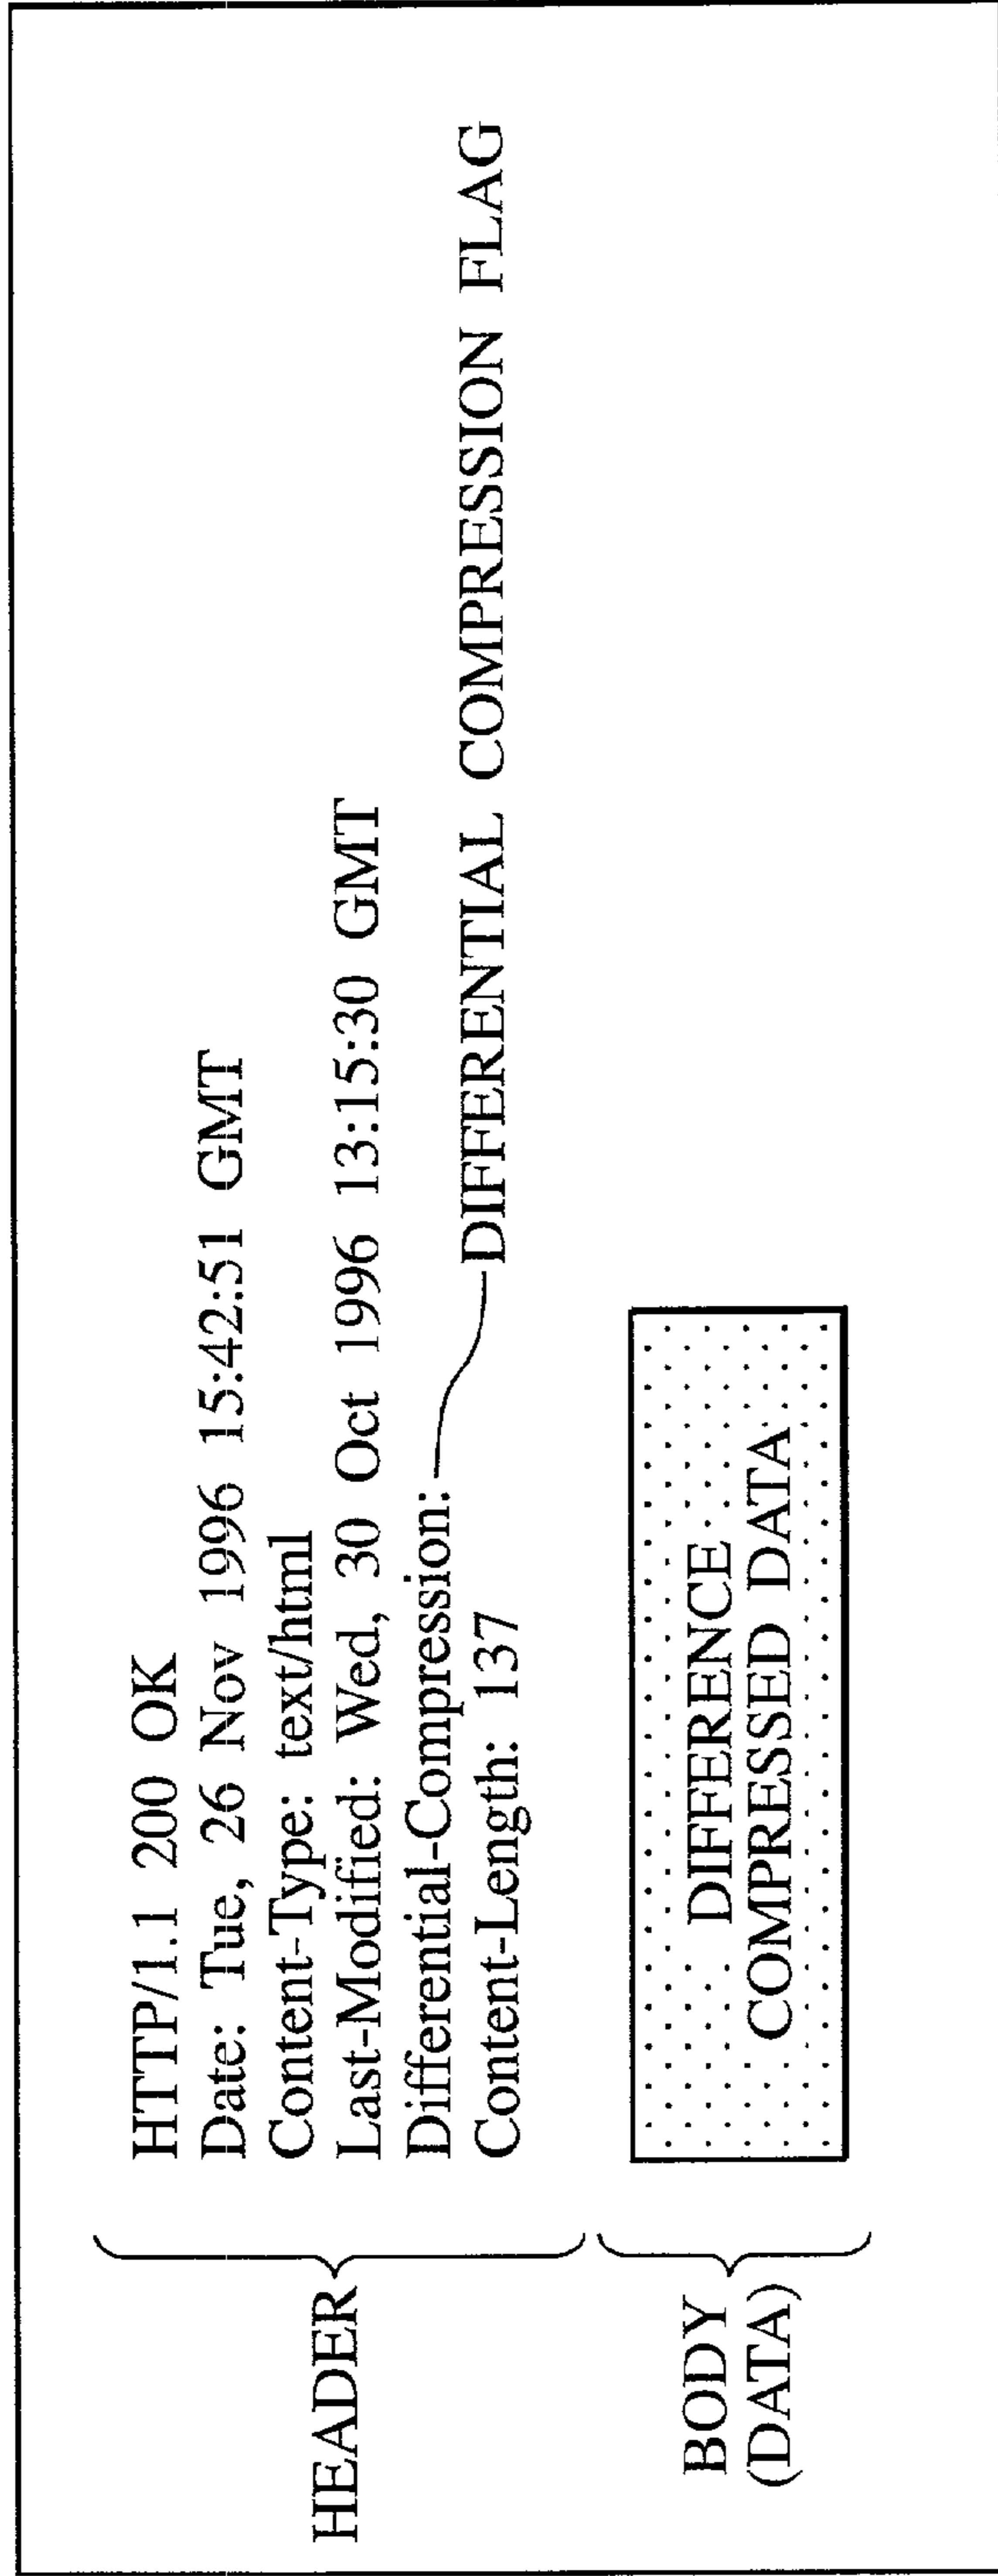 HEADER
HTTP/1.1 200 OK
Date: Tue, 26 Nov 1996 15:42:51 GMT
Content-Type: text/html
Last-Modified: Wed, 30 Oct 1996 13:15:30 GMT
Differential-Compression:
DIFFERENTIAL COMPRESSION FLAG
Content-Length: 137
BODY
(DATA)
DIFFERENCE
COMPRESSED DATA